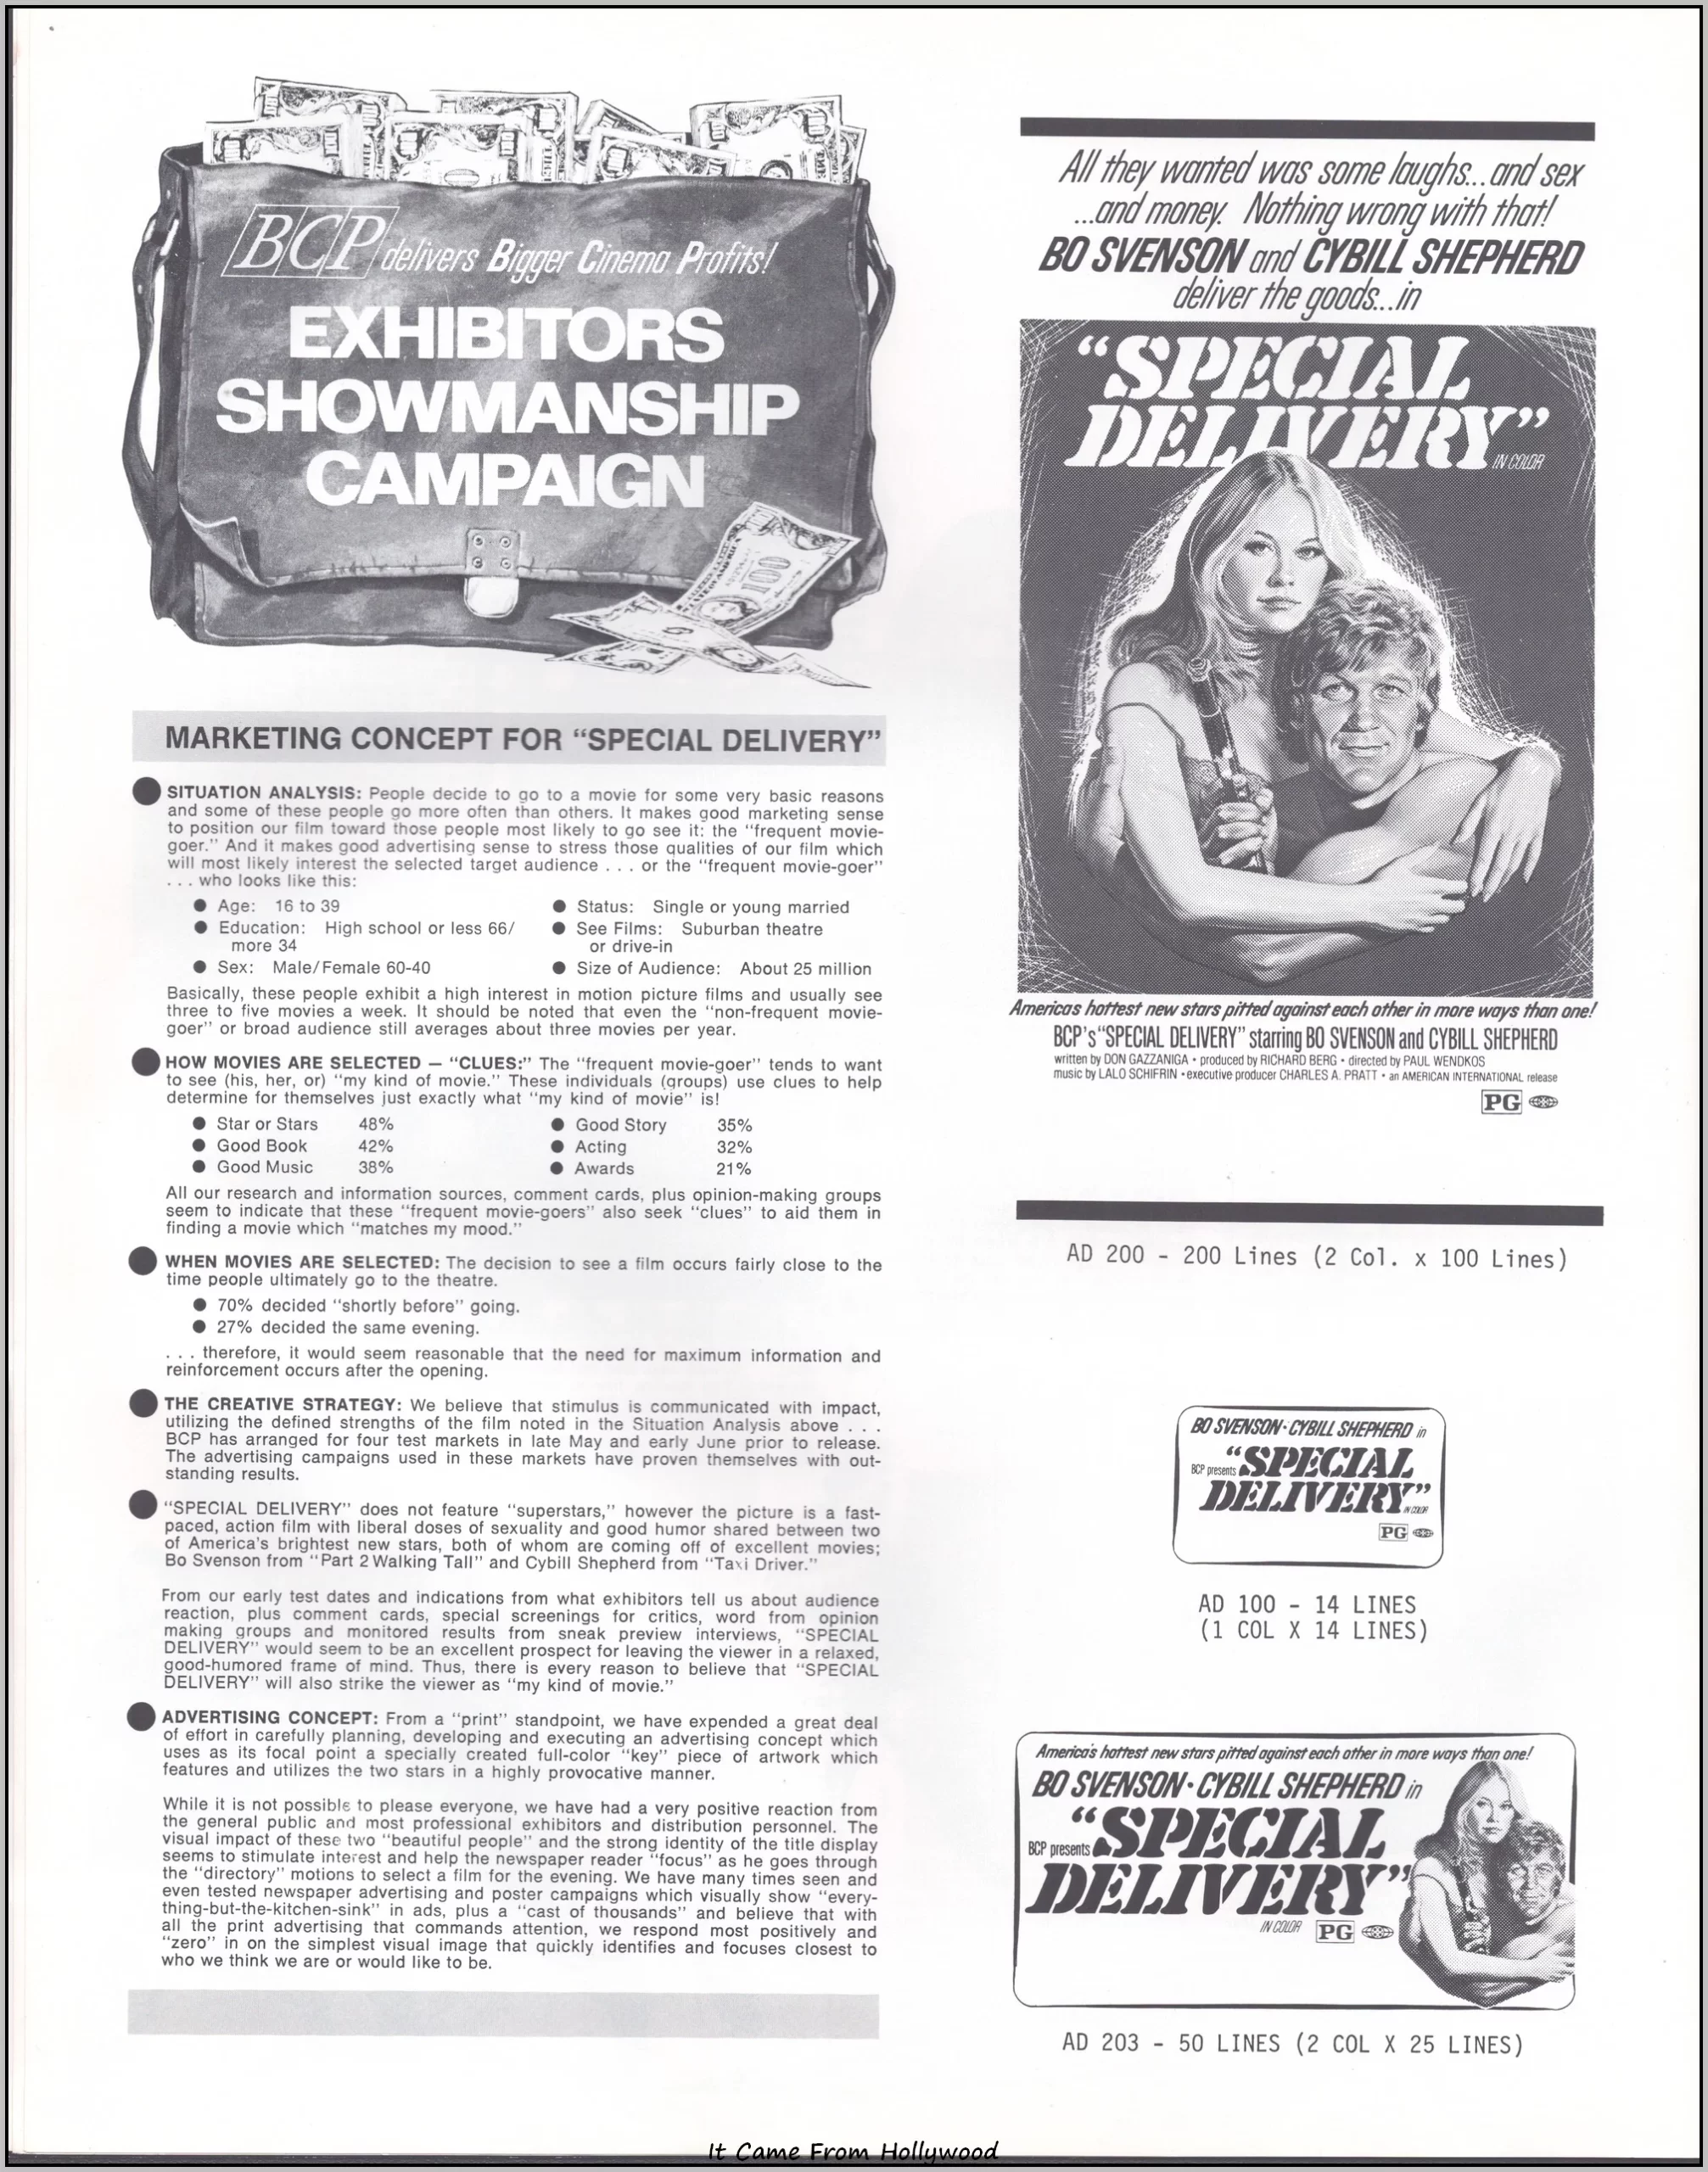 BCP delivers Bigger Cinema Profits!
EXHIBITORS
SHOWMANSHIP
CAMPAIGN
MARKETING CONCEPT FOR “SPECIAL DELIVERY”
SITUATION ANALYSIS: People decide to go to a movie for some very basic reasons
and some of these people go more often than others. It makes good marketing sense
to position our film toward those people most likely to go see it: the “frequent movie-
goer.” And it makes good advertising sense to stress those qualities of our film which
will most likely interest the selected target audience . . . or the “frequent movie-goer”
. . . who looks like this:
Age: 16 to 39
Education: High school or less 66/
more 34
Sex: Male/Female 60-40
Status: Single or young married
See Films: Suburban theatre
or drive-in
Size of Audience: About 25 million
Basically, these people exhibit a high interest in motion picture films and usually see
three to five movies a week. It should be noted that even the “non-frequent movie-
goer” or broad audience still averages about three movies per year.
HOW MOVIES ARE SELECTED — “CLUES:” The “frequent movie-goer” tends to want
to see (his, her, or) “my kind of movie.” These individuals (groups) use clues to help
determine for themselves just exactly what “my kind of movie” is!
Star or Stars 48%
Good Book 42%
Good Music 38%
Good Story 35%
Acting 32%
Awards 21%
All our research and information sources, comment cards, plus opinion-making groups
seem to indicate that these “frequent movie-goers” also seek “clues” to aid them in
finding a movie which “matches my mood.”
WHEN MOVIES ARE SELECTED: The decision to see a film occurs fairly close to the
time people ultimately go to the theatre.
70% decided “shortly before” going.
27% decided the same evening.
. . . therefore, it would seem reasonable that the need for maximum information and
reinforcement occurs after the opening.
THE CREATIVE STRATEGY: We believe that stimulus is communicated with impact,
utilizing the defined strengths of the film noted in the Situation Analysis above . . .
BCP has arranged for four test markets in late May and early June prior to release.
The advertising campaigns used in these markets have proven themselves with out-
standing results.
“SPECIAL DELIVERY” does not feature “superstars,” however the picture is a fast-
paced, action film with liberal doses of sexuality and good humor shared between two
of America’s brightest new stars, both of whom are coming off of excellent movies;
Bo Svenson from “Part 2 Walking Tall” and Cybill Shepherd from “Taxi Driver.”
From our early test dates and indications from what exhibitors tell us about audience
reaction, plus comment cards, special screenings for critics, word from opinion
making groups and monitored results from sneak preview interviews, “SPECIAL
DELIVERY” would seem to be an excellent prospect for leaving the viewer in a relaxed,
good-humored frame of mind. Thus, there is every reason to believe that “SPECIAL
DELIVERY” will also strike the viewer as “my kind of movie.”
ADVERTISING CONCEPT: From a “print” standpoint, we have expended a great deal
of effort in carefully planning, developing and executing an advertising concept which
uses as its focal point a specially created full-color “key” piece of artwork which
features and utilizes the two stars in a highly provocative manner.
While it is not possible to please everyone, we have had a very positive reaction from
the general public and most professional exhibitors and distribution personnel. The
visual impact of these two “beautiful people” and the strong identity of the title display
seems to stimulate interest and help the newspaper reader “focus” as he goes through
the “directory” motions to select a film for the evening. We have many times seen and
even tested newspaper advertising and poster campaigns which visually show “every-
thing-but-the-kitchen-sink” in ads, plus a “cast of thousands” and believe that with
all the print advertising that commands attention, we respond most positively and
“zero” in on the simplest visual image that quickly identifies and focuses closest to
who we think we are or would like to be.
All they wanted was some laughs...and sex
...and money. Nothing wrong with that!
BO SVENSON and CYBILL SHEPHERD
deliver the goods...in
“SPECIAL
DELIVERY”
IN COLOR
America's hottest new stars pitted against each other in more ways than one!
BCP's “SPECIAL DELIVERY” starring BO SVENSON and CYBILL SHEPHERD
written by DON GAZZANIGA • produced by RICHARD BERG • directed by PAUL WENDKOS
music by LALO SCHIFRIN • executive producer CHARLES A. PRATT • an AMERICAN INTERNATIONAL release
PG
AD 200 - 200 Lines (2 Col. x 100 Lines)
BO SVENSON · CYBILL SHEPHERD in
BCP presents “SPECIAL
DELIVERY”
IN COLOR
PG
AD 100 - 14 LINES
(1 COL X 14 LINES)
America's hottest new stars pitted against each other in more ways than one!
BO SVENSON · CYBILL SHEPHERD in
BCP presents “SPECIAL
DELIVERY”
IN COLOR PG
AD 203 - 50 LINES (2 COL X 25 LINES)
It Came From Hollywood